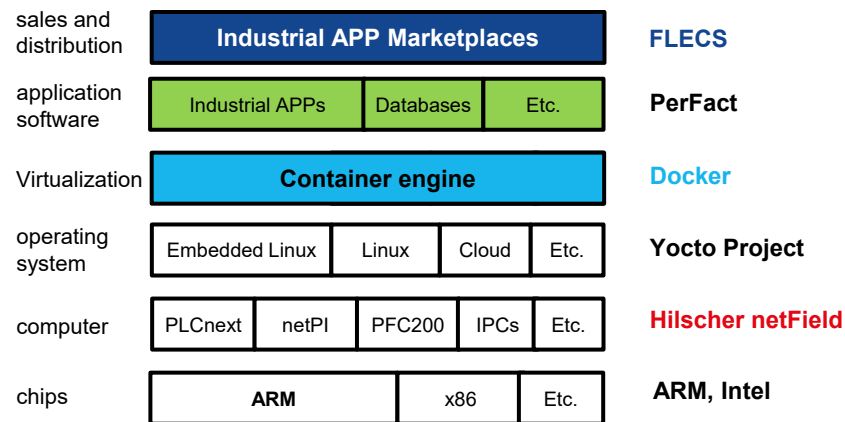 sales and
distribution
Industrial APP Marketplaces
FLECS
application
software
Industrial APPs
Databases
Etc.
PerFact
Virtualization
Container engine
Docker
operating
system
Embedded Linux
Linux
Cloud
Etc.
Yocto Project
computer
PLCnext
netPI
PFC200
IPCs
Etc.
Hilscher netField
chips
ARM
x86
Etc.
ARM, Intel